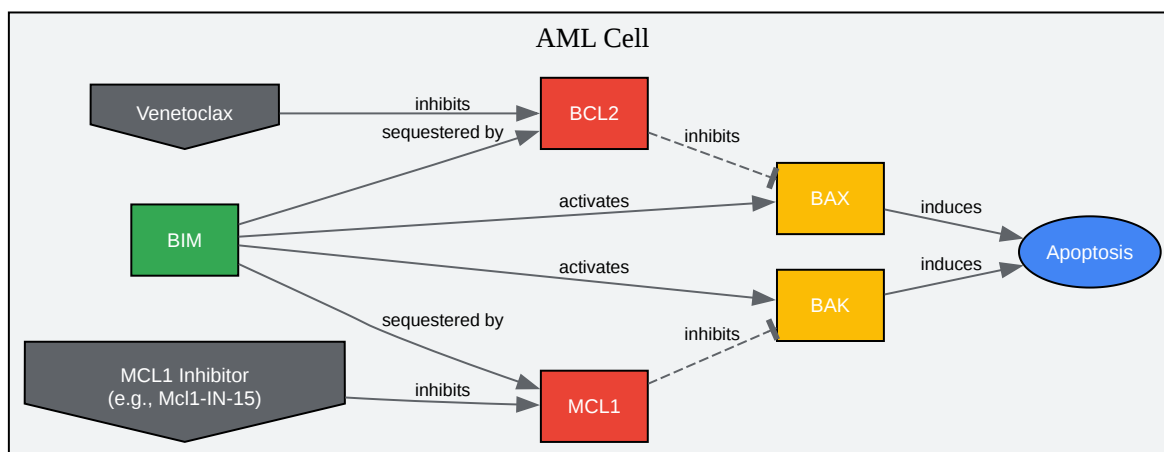 AML Cell
Venetoclax
inhibits
BCL2
sequestered by
inhibits
BAX
activates
induces
BIM
Apoptosis
activates
induces
BAK
sequestered by
inhibits
MCL1 Inhibitor
(e.g., Mcl1-IN-15)
inhibits
MCL1